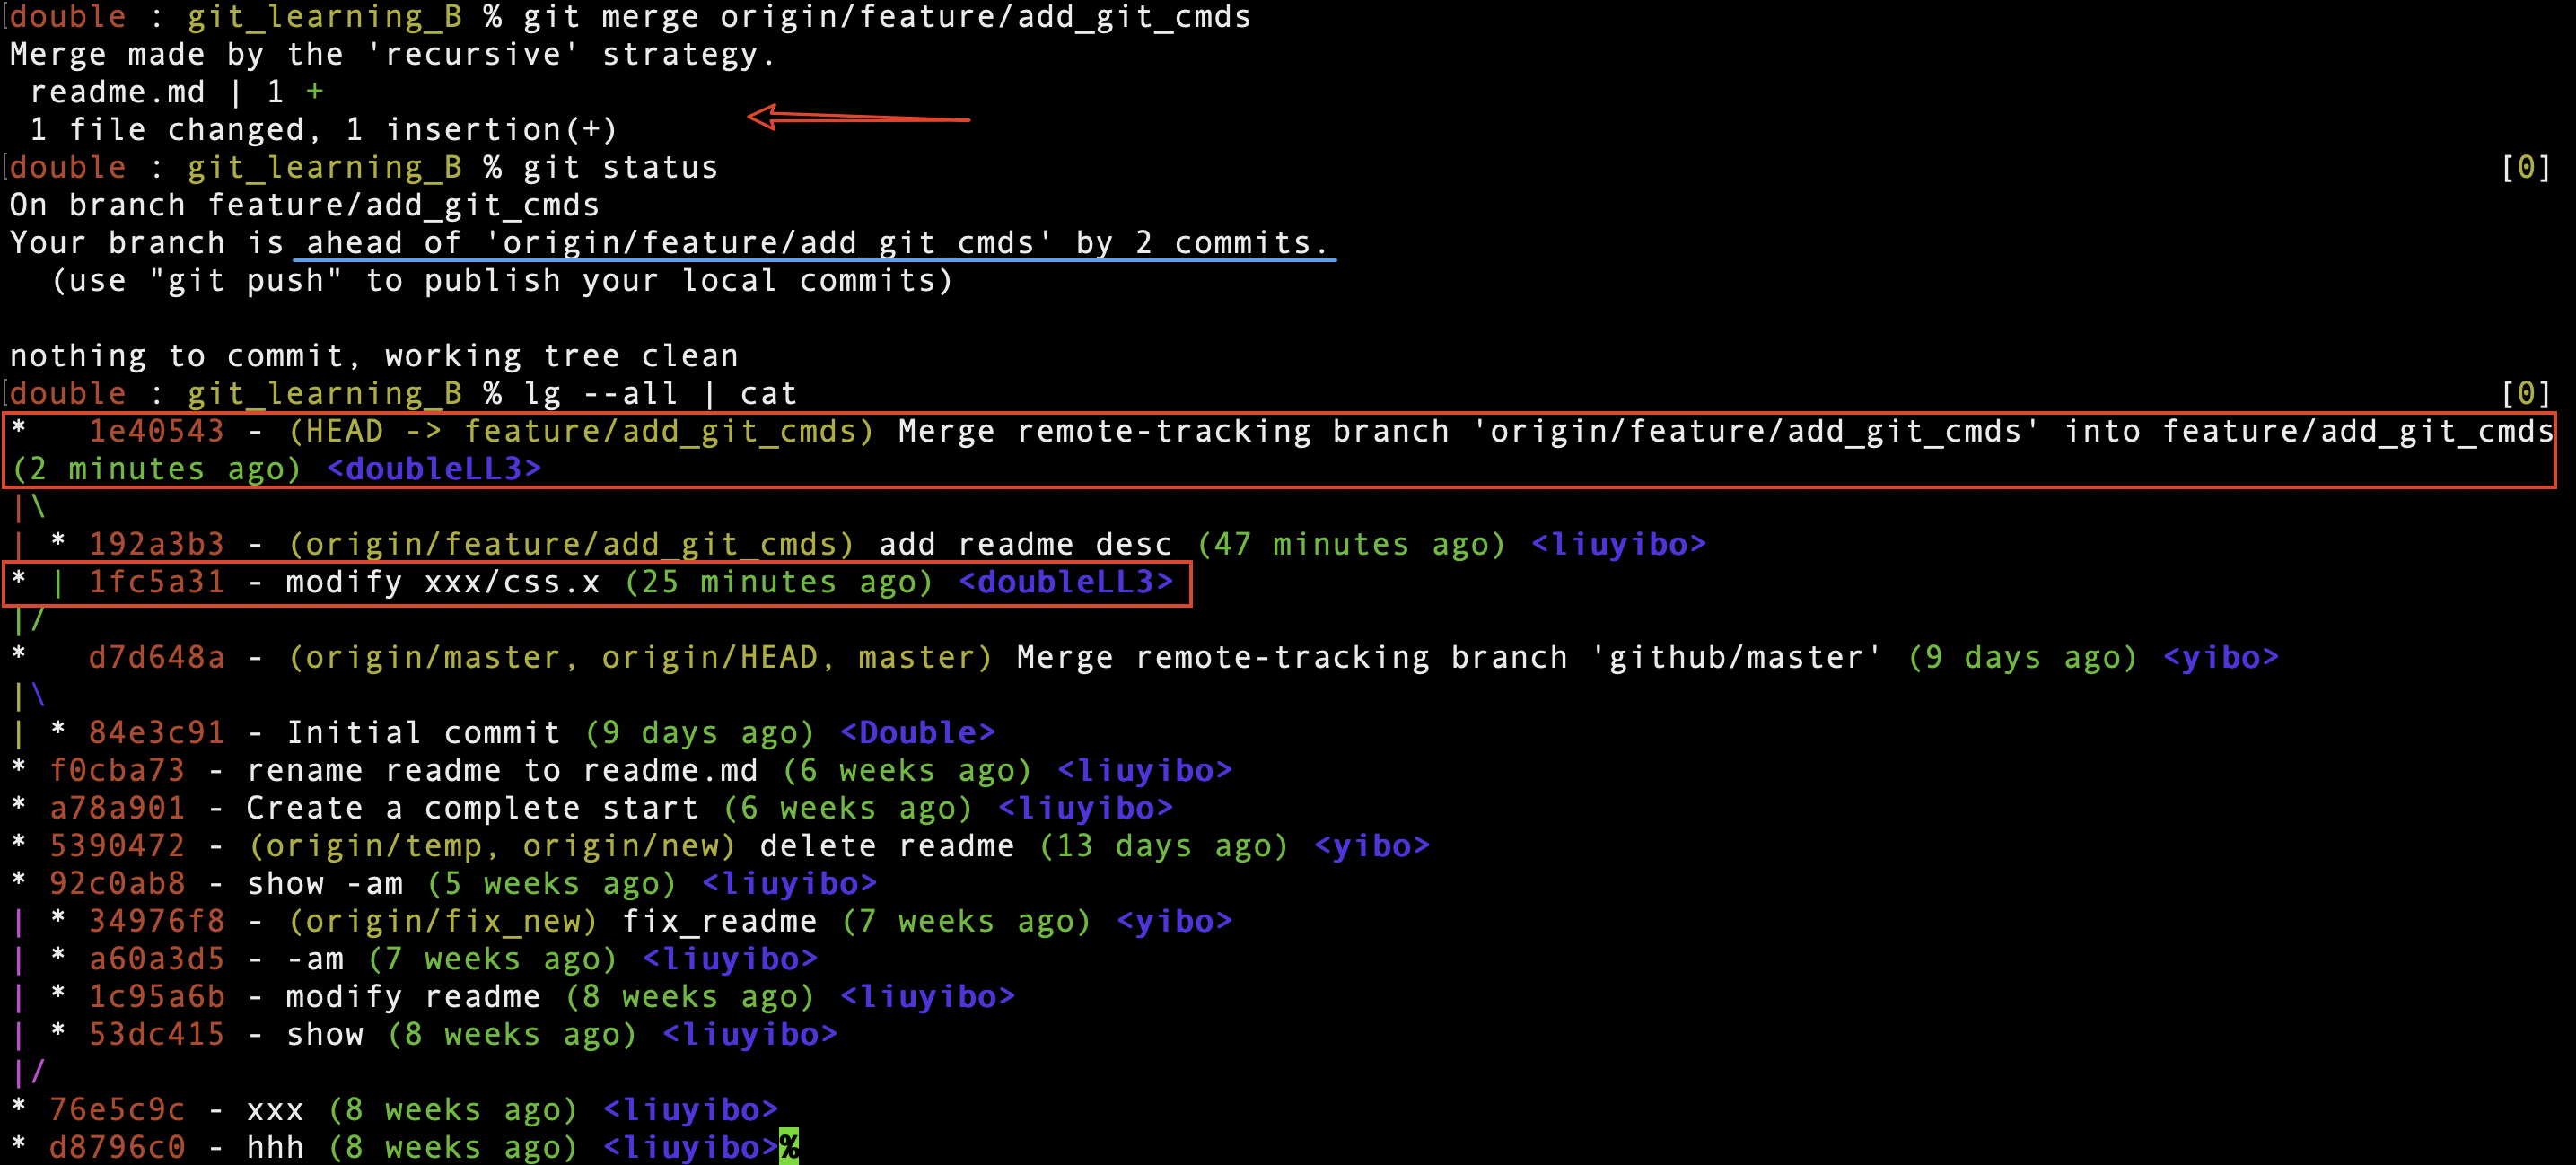 double : git_learning_B % git merge origin/feature/add_git_cmds
Merge made by the 'recursive' strategy.
 readme.md | 1 +
 1 file changed, 1 insertion(+)
double : git_learning_B % git status [0]
On branch feature/add_git_cmds
Your branch is ahead of 'origin/feature/add_git_cmds' by 2 commits.
  (use "git push" to publish your local commits)
nothing to commit, working tree clean
double : git_learning_B % lg --all | cat [0]
*   1e40543 - (HEAD -> feature/add_git_cmds) Merge remote-tracking branch 'origin/feature/add_git_cmds' into feature/add_git_cmds
(2 minutes ago) <doubleLL3>
|\
| * 192a3b3 - (origin/feature/add_git_cmds) add readme desc (47 minutes ago) <liuyibo>
* | 1fc5a31 - modify xxx/css.x (25 minutes ago) <doubleLL3>
|/
*   d7d648a - (origin/master, origin/HEAD, master) Merge remote-tracking branch 'github/master' (9 days ago) <yibo>
|\
| * 84e3c91 - Initial commit (9 days ago) <Double>
* f0cba73 - rename readme to readme.md (6 weeks ago) <liuyibo>
* a78a901 - Create a complete start (6 weeks ago) <liuyibo>
* 5390472 - (origin/temp, origin/new) delete readme (13 days ago) <yibo>
* 92c0ab8 - show -am (5 weeks ago) <liuyibo>
| * 34976f8 - (origin/fix_new) fix_readme (7 weeks ago) <yibo>
| * a60a3d5 - -am (7 weeks ago) <liuyibo>
| * 1c95a6b - modify readme (8 weeks ago) <liuyibo>
| * 53dc415 - show (8 weeks ago) <liuyibo>
|/
* 76e5c9c - xxx (8 weeks ago) <liuyibo>
* d8796c0 - hhh (8 weeks ago) <liuyibo>%